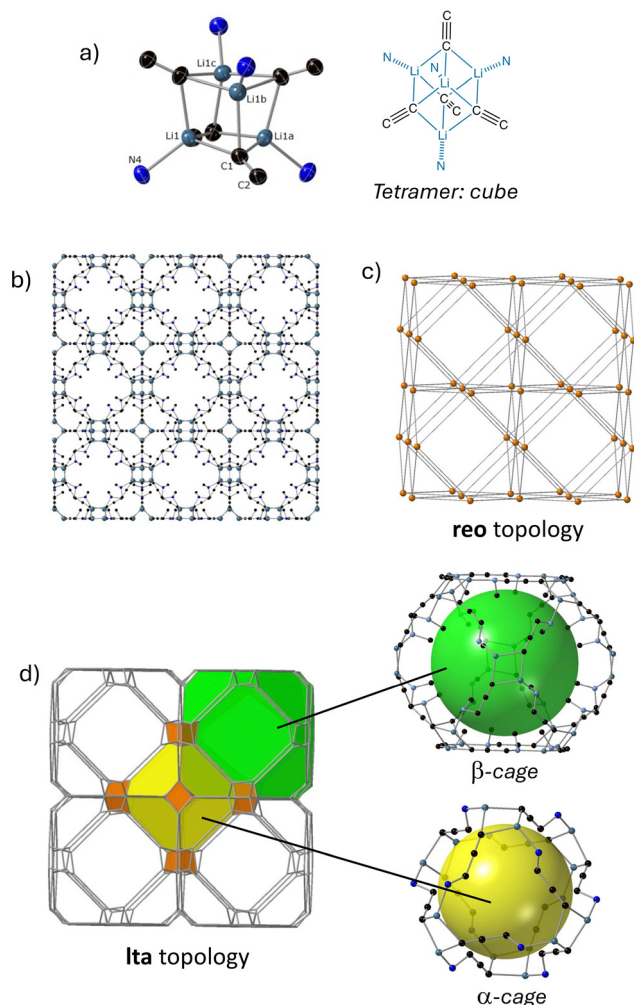 a)
Li1c
Li1b
Li1
Li1a
N4
C1
C2
C
C
Li
N
Li
Li
N
N
C
C
C
C
C
C
Li
N
Tetramer: cube
b)
c)
reo topology
d)
β-cage
lta topology
α-cage